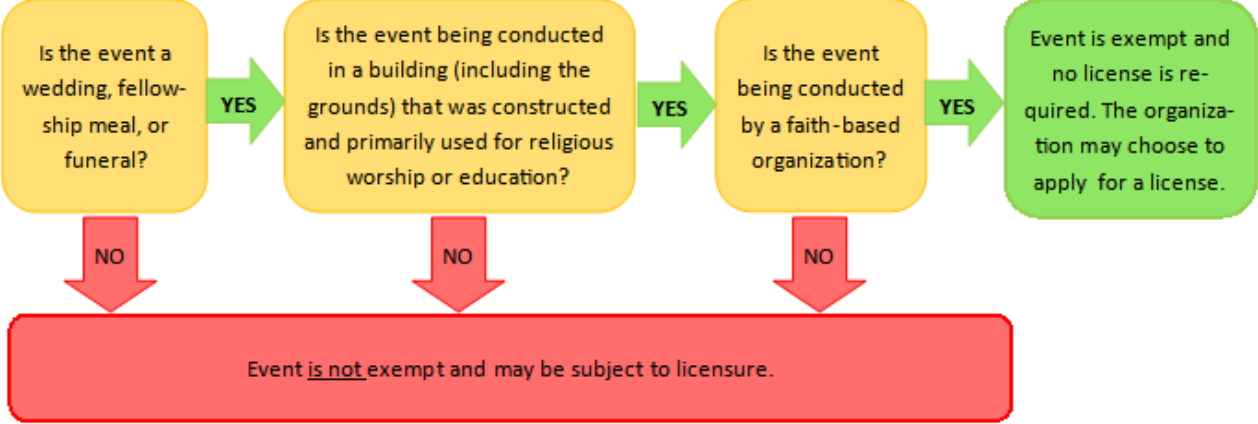 Is the event a
wedding, fellow-
ship meal, or
funeral?
YES
Is the event being conducted
in a building (including the
grounds) that was constructed
and primarily used for religious
worship or education?
YES
Is the event
being conducted
by a faith-based
organization?
YES
Event is exempt and
no license is re-
quired. The organiza-
tion may choose to
apply for a license.
NO
NO
NO
Event is not exempt and may be subject to licensure.